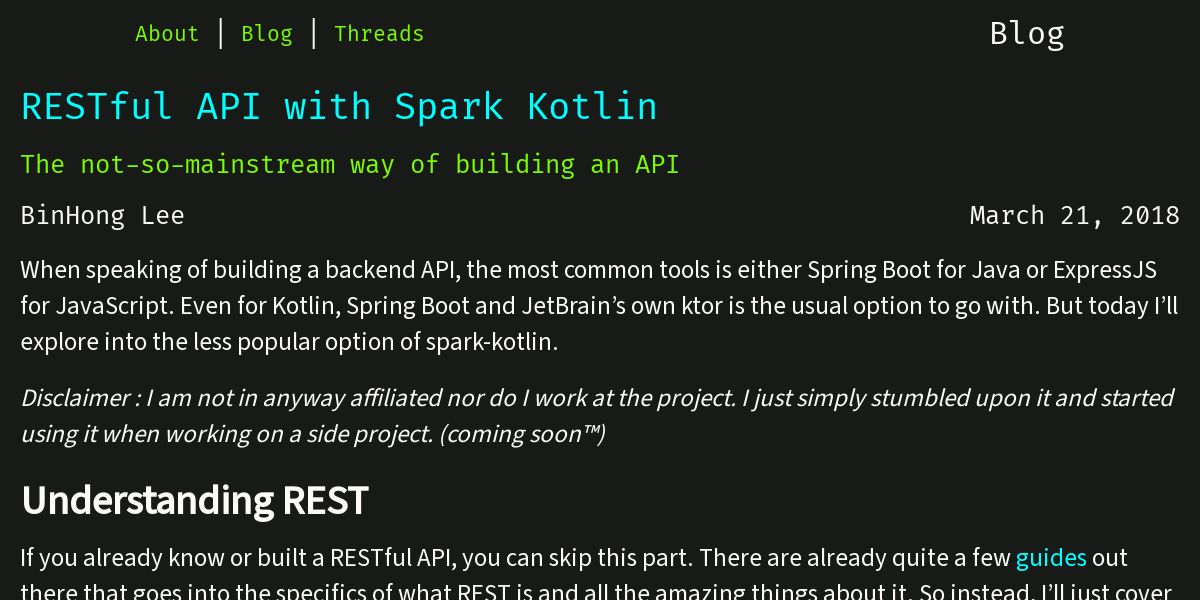 About | Blog | Threads Blog
RESTful API with Spark Kotlin
The not-so-mainstream way of building an API
BinHong Lee March 21, 2018
When speaking of building a backend API, the most common tools is either Spring Boot for Java or ExpressJS
for JavaScript. Even for Kotlin, Spring Boot and JetBrain’s own ktor is the usual option to go with. But today I’ll
explore into the less popular option of spark-kotlin.
Disclaimer : I am not in anyway affiliated nor do I work at the project. I just simply stumbled upon it and started
using it when working on a side project. (coming soon™)
Understanding REST
If you already know or built a RESTful API, you can skip this part. There are already quite a few guides out
there that goes into the specifics of what REST is and all the amazing things about it. So instead, I’ll just cover